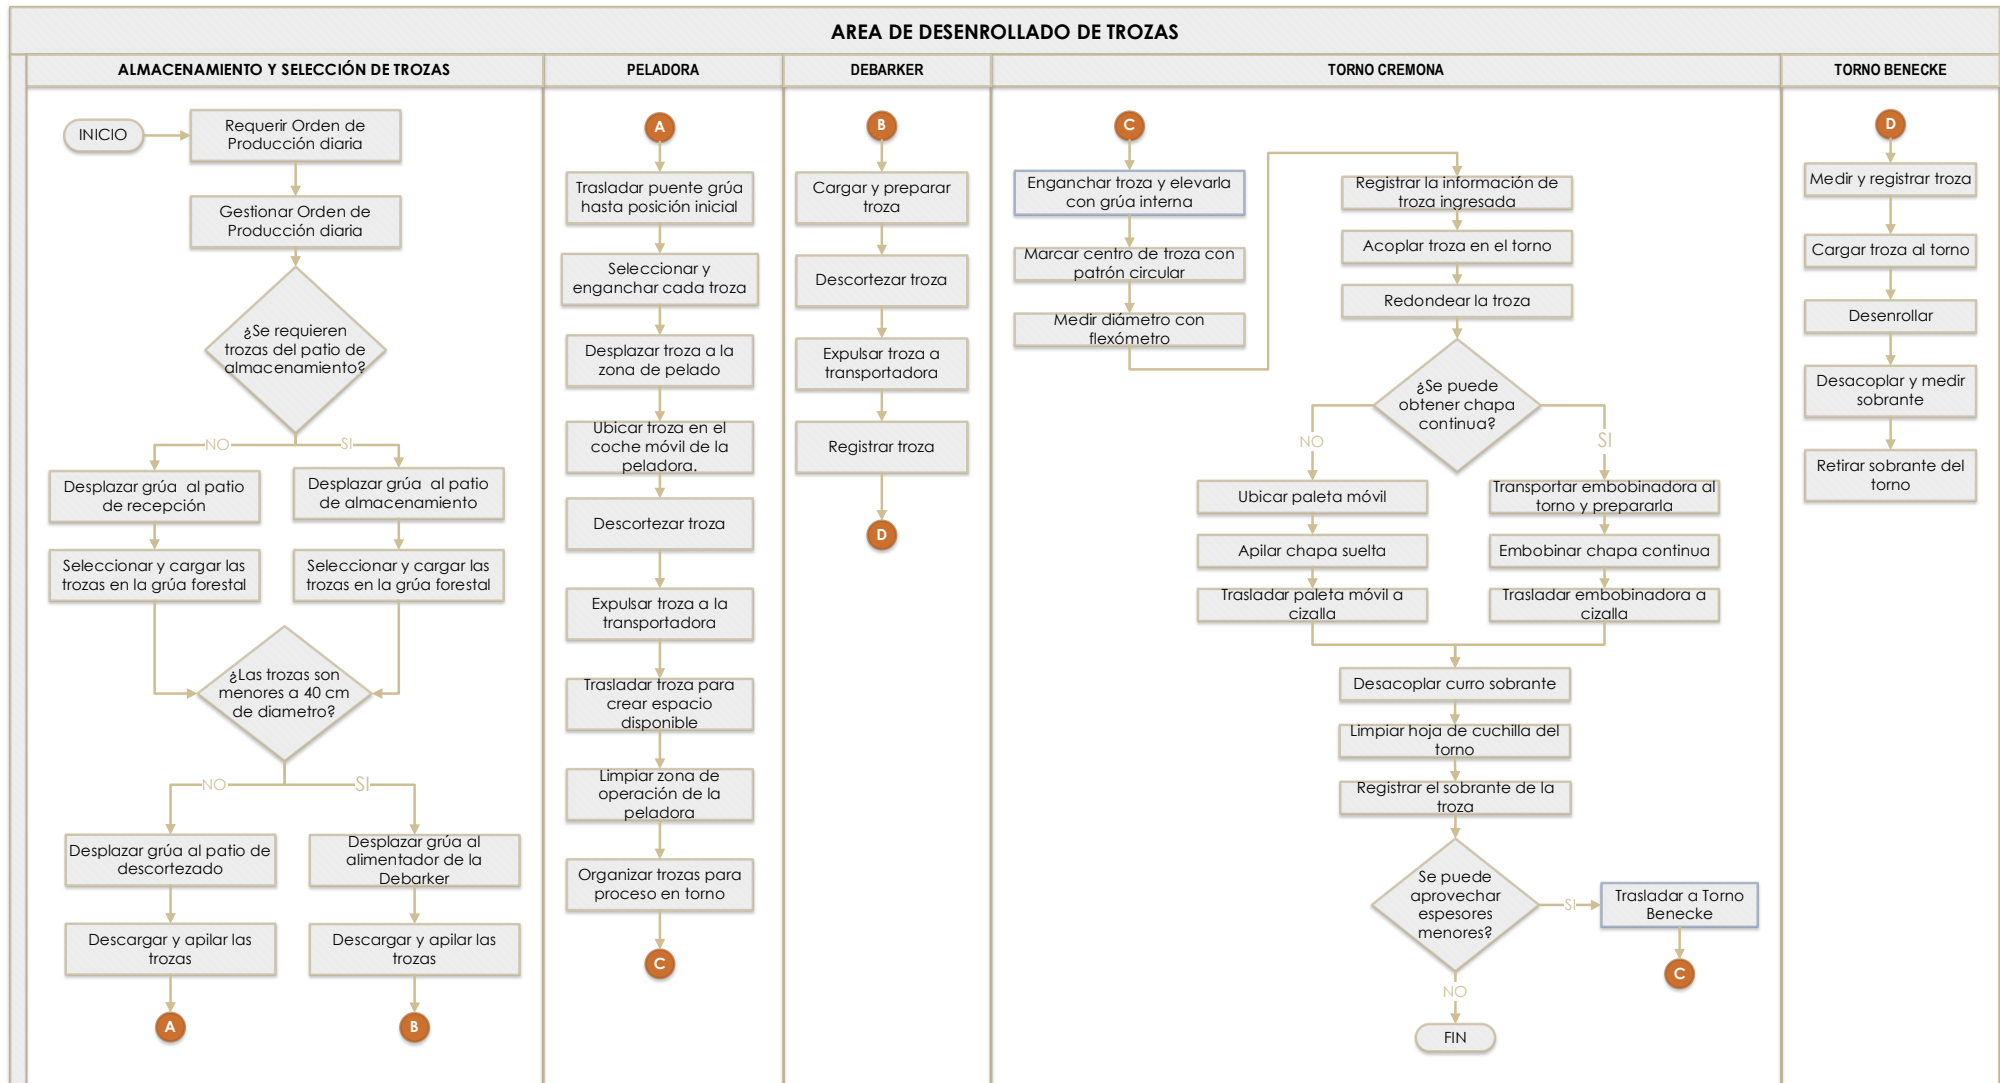 AREA DE DESENROLLADO DE TROZAS
ALMACENAMIENTO Y SELECCIÓN DE TROZAS
INICIO
Requerir Orden de
Producción diaria
Gestionar Orden de
Producción diaria
¿Se requieren
trozas del patio de
almacenamiento?
NO
SI
Desplazar grúa al patio
de recepción
Desplazar grúa al patio
de almacenamiento
Seleccionar y cargar las
trozas en la grúa forestal
Seleccionar y cargar las
trozas en la grúa forestal
¿Las trozas son
menores a 40 cm
de diametro?
NO
SI
Desplazar grúa al patio de
descortezado
Desplazar grúa al
alimentador de la
Debarker
Descargar y apilar las
trozas
Descargar y apilar las
trozas
A
B
PELADORA
A
Trasladar puente grúa
hasta posición inicial
Seleccionar y
enganchar cada troza
Desplazar troza a la
zona de pelado
Ubicar troza en el
coche móvil de la
peladora.
Descortezar troza
Expulsar troza a la
transportadora
Trasladar troza para
crear espacio
disponible
Limpiar zona de
operación de la
peladora
Organizar trozas para
proceso en torno
C
DEBARKER
B
Cargar y preparar
troza
Descortezar troza
Expulsar troza a
transportadora
Registrar troza
D
TORNO CREMONA
C
Enganchar troza y elevarla
con grúa interna
Marcar centro de troza con
patrón circular
Medir diámetro con
flexómetro
Registrar la información de
troza ingresada
Acoplar troza en el torno
Redondear la troza
¿Se puede
obtener chapa
continua?
NO
SI
Ubicar paleta móvil
Apilar chapa suelta
Trasladar paleta móvil a
cizalla
Transportar embobinadora al
torno y prepararla
Embobinar chapa continua
Trasladar embobinadora a
cizalla
Desacoplar curro sobrante
Limpiar hoja de cuchilla del
torno
Registrar el sobrante de la
troza
Se puede
aprovechar
espesores
menores?
SI
Trasladar a Torno
Benecke
C
NO
FIN
TORNO BENECKE
D
Medir y registrar troza
Cargar troza al torno
Desenrollar
Desacoplar y medir
sobrante
Retirar sobrante del
torno